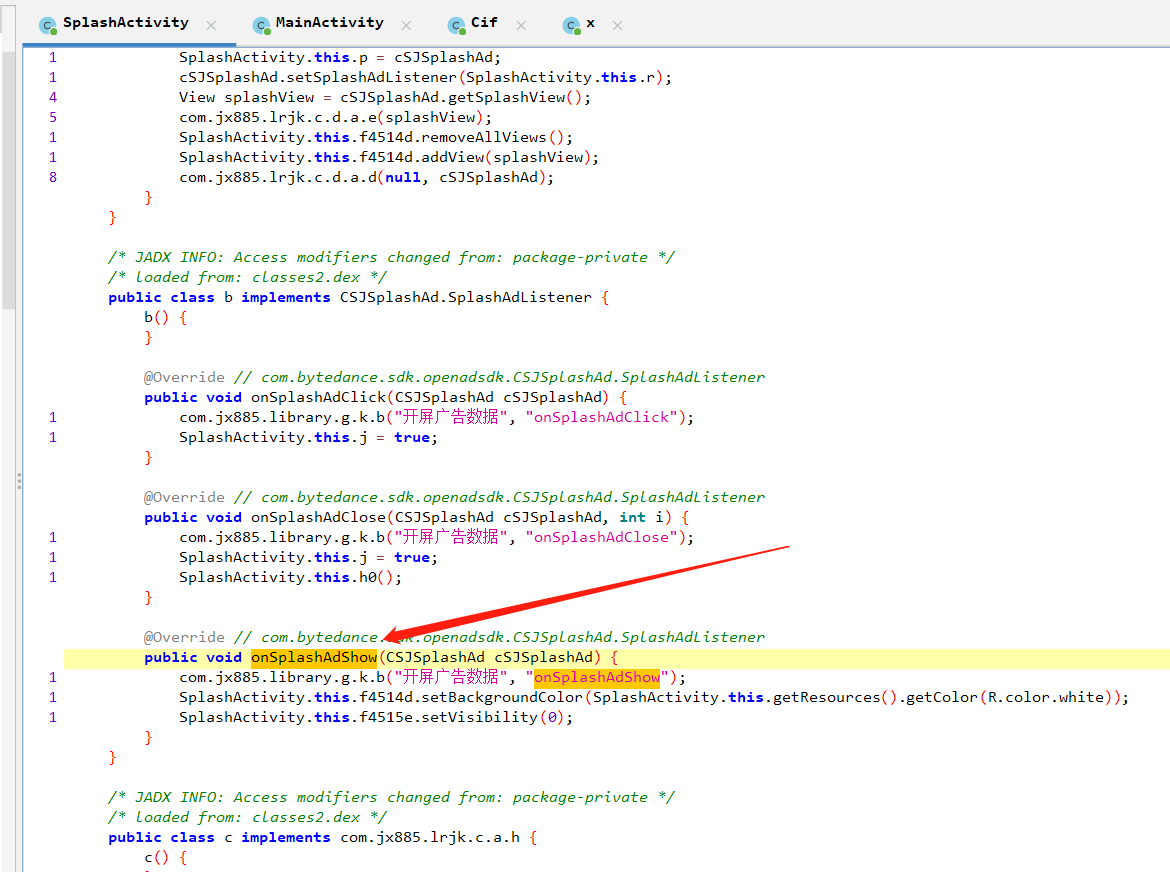 SplashActivity MainActivity Cif x
1 SplashActivity.this.p = cSJSplashAd;
1 cSJSplashAd.setSplashAdListener(SplashActivity.this.r);
4 View splashView = cSJSplashAd.getSplashView();
5 com.jx885.lrjk.c.d.a.e(splashView);
1 SplashActivity.this.f4514d.removeAllViews();
1 SplashActivity.this.f4514d.addView(splashView);
8 com.jx885.lrjk.c.d.a.d(null, cSJSplashAd);
}
}
/* JADX INFO: Access modifiers changed from: package-private */
/* loaded from: classes2.dex */
public class b implements CSJSplashAd.SplashAdListener {
b() {
}
@Override // com.bytedance.sdk.openadsdk.CSJSplashAd.SplashAdListener
public void onSplashAdClick(CSJSplashAd cSJSplashAd) {
1 com.jx885.library.g.k.b("开屏广告数据", "onSplashAdClick");
1 SplashActivity.this.j = true;
}
@Override // com.bytedance.sdk.openadsdk.CSJSplashAd.SplashAdListener
public void onSplashAdClose(CSJSplashAd cSJSplashAd, int i) {
1 com.jx885.library.g.k.b("开屏广告数据", "onSplashAdClose");
1 SplashActivity.this.j = true;
1 SplashActivity.this.h0();
}
@Override // com.bytedance.sdk.openadsdk.CSJSplashAd.SplashAdListener
public void onSplashAdShow(CSJSplashAd cSJSplashAd) {
1 com.jx885.library.g.k.b("开屏广告数据", "onSplashAdShow");
1 SplashActivity.this.f4514d.setBackgroundColor(SplashActivity.this.getResources().getColor(R.color.white));
1 SplashActivity.this.f4515e.setVisibility(0);
}
}
/* JADX INFO: Access modifiers changed from: package-private */
/* loaded from: classes2.dex */
public class c implements com.jx885.lrjk.c.a.h {
c() {